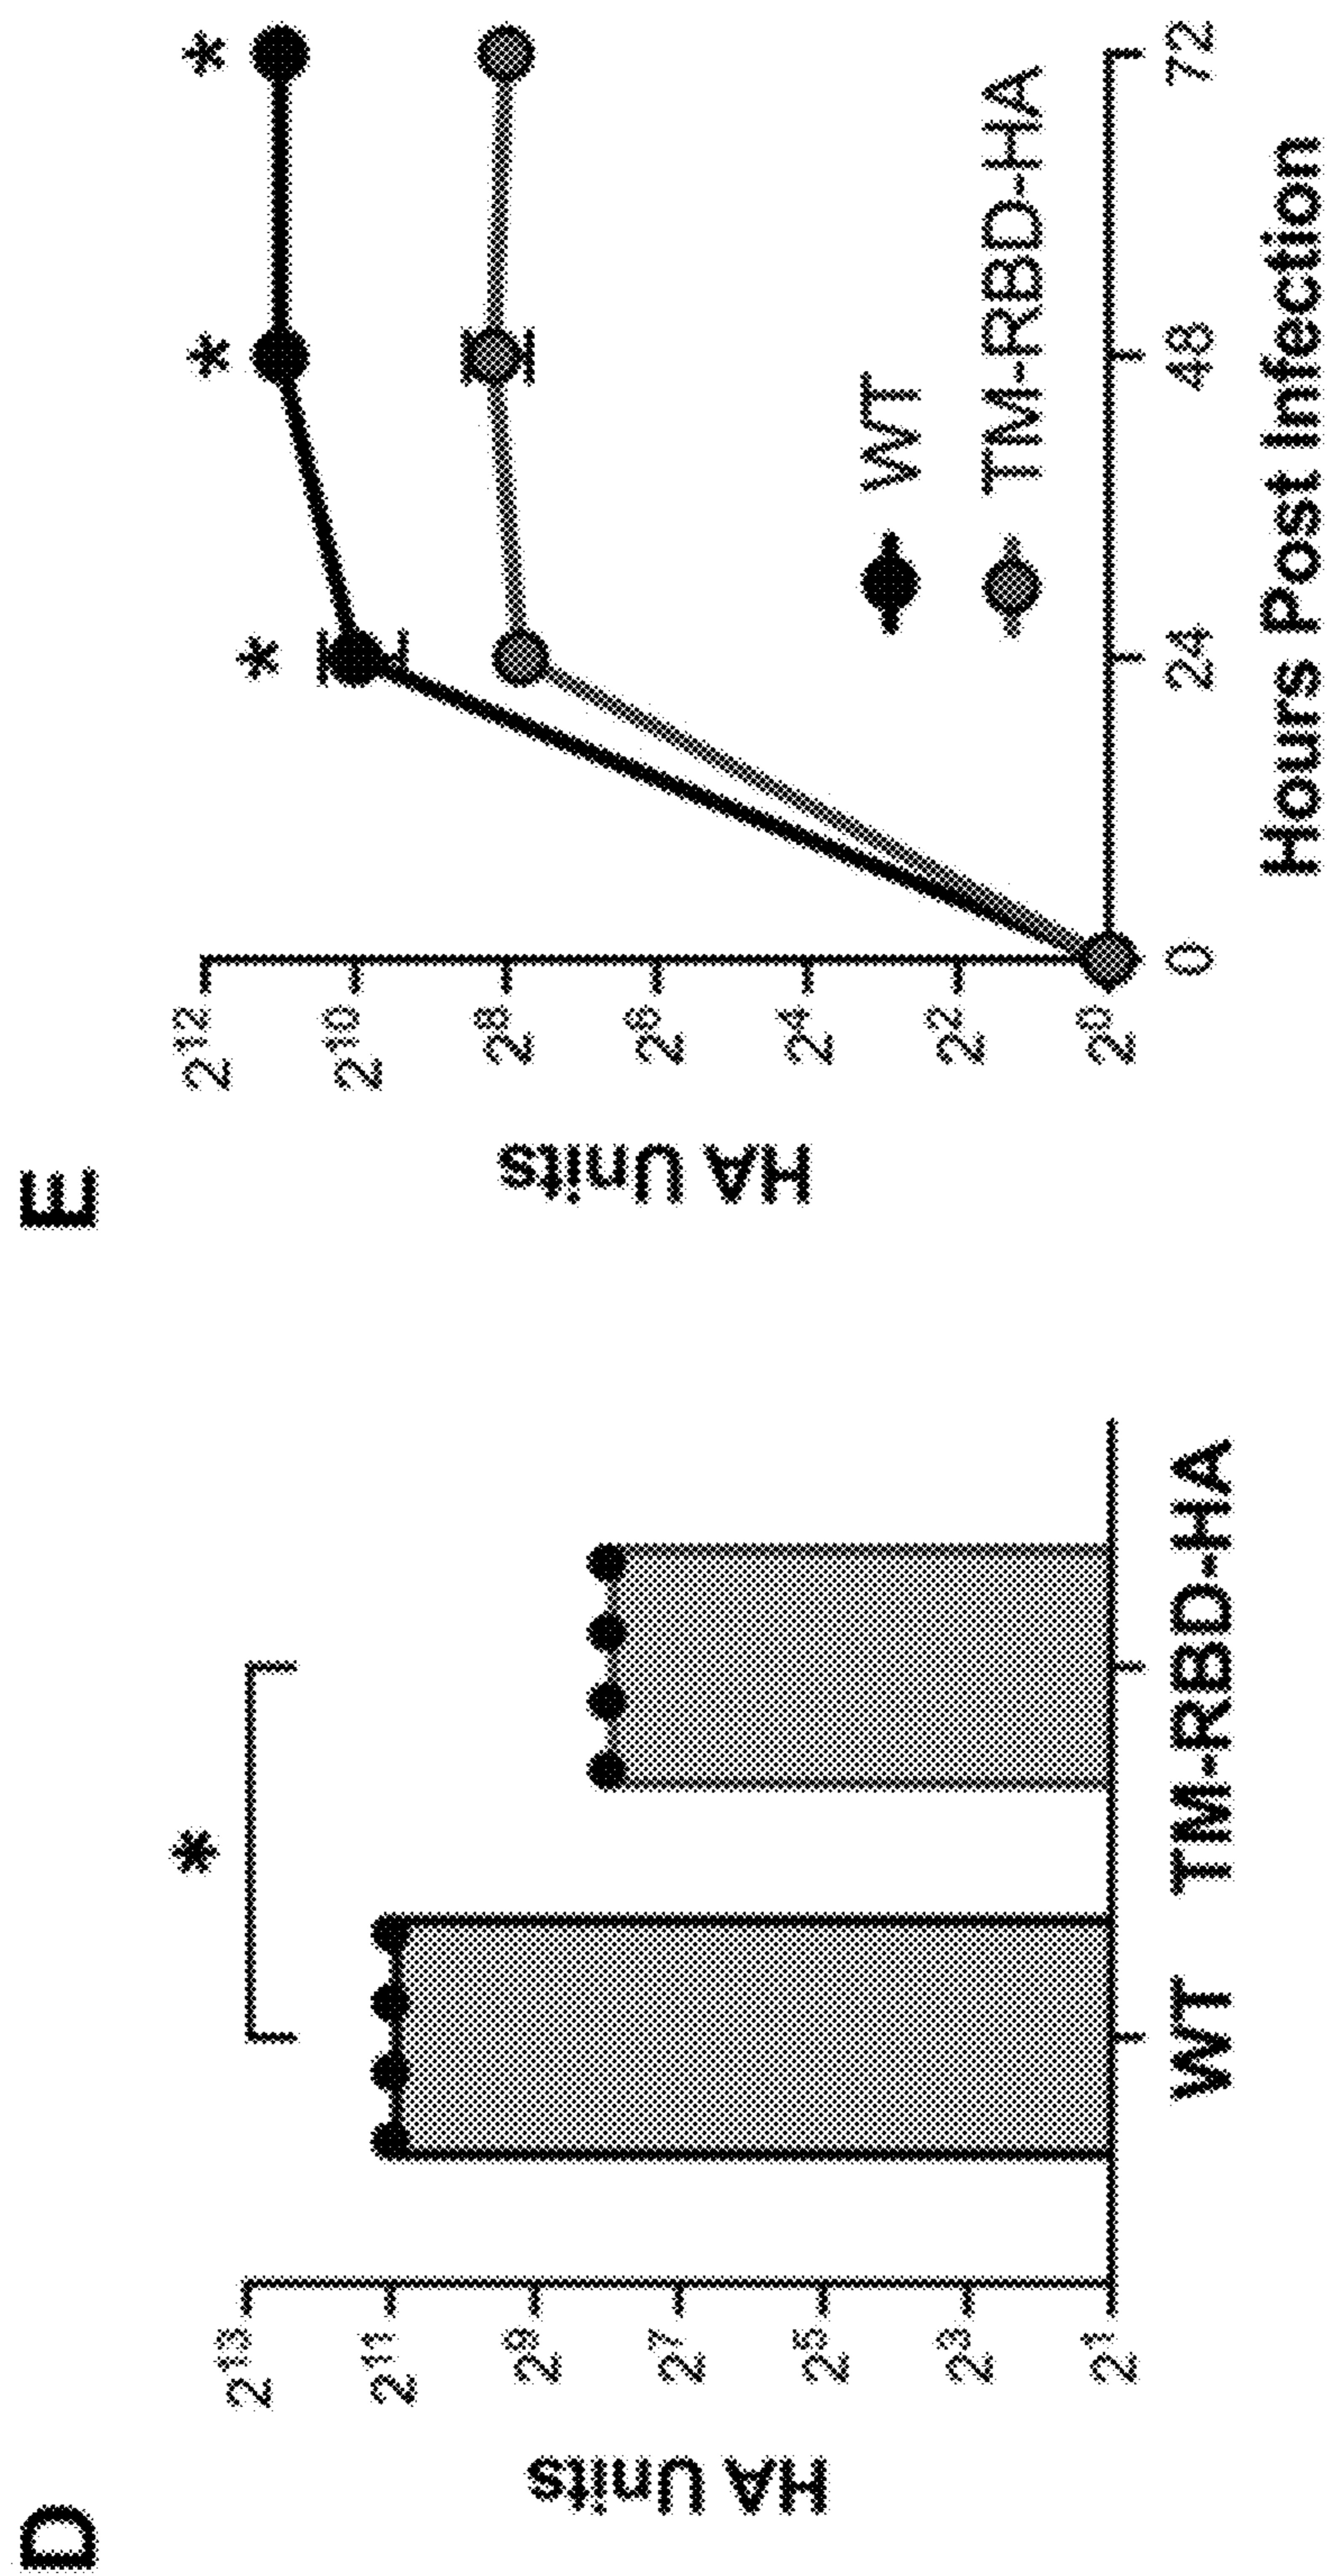 D
HA Units
2^13
2^11
2^9
2^7
2^5
2^3
2^1
*
WT
TM-RBD-HA
E
HA Units
2^12
2^10
2^8
2^6
2^4
2^2
2^0
*
*
*
WT
TM-RBD-HA
0
24
48
72
Hours Post Infection